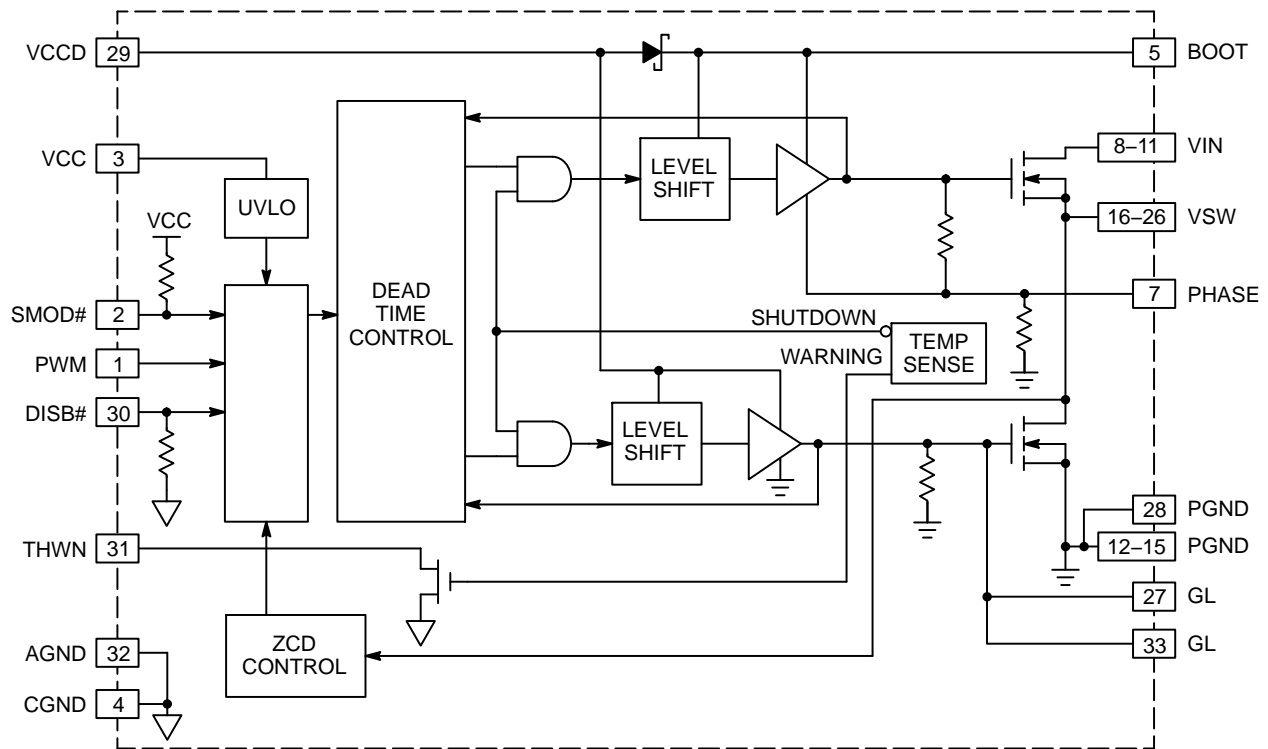 VCCD 29
5 BOOT
VCC 3
8–11 VIN
LEVEL
SHIFT
UVLO
VCC
16–26 VSW
DEAD
TIME
CONTROL
7 PHASE
SMOD# 2
SHUTDOWN
TEMP
SENSE
WARNING
PWM 1
DISB# 30
LEVEL
SHIFT
28 PGND
THWN 31
12–15 PGND
27 GL
ZCD
CONTROL
33 GL
AGND 32
CGND 4